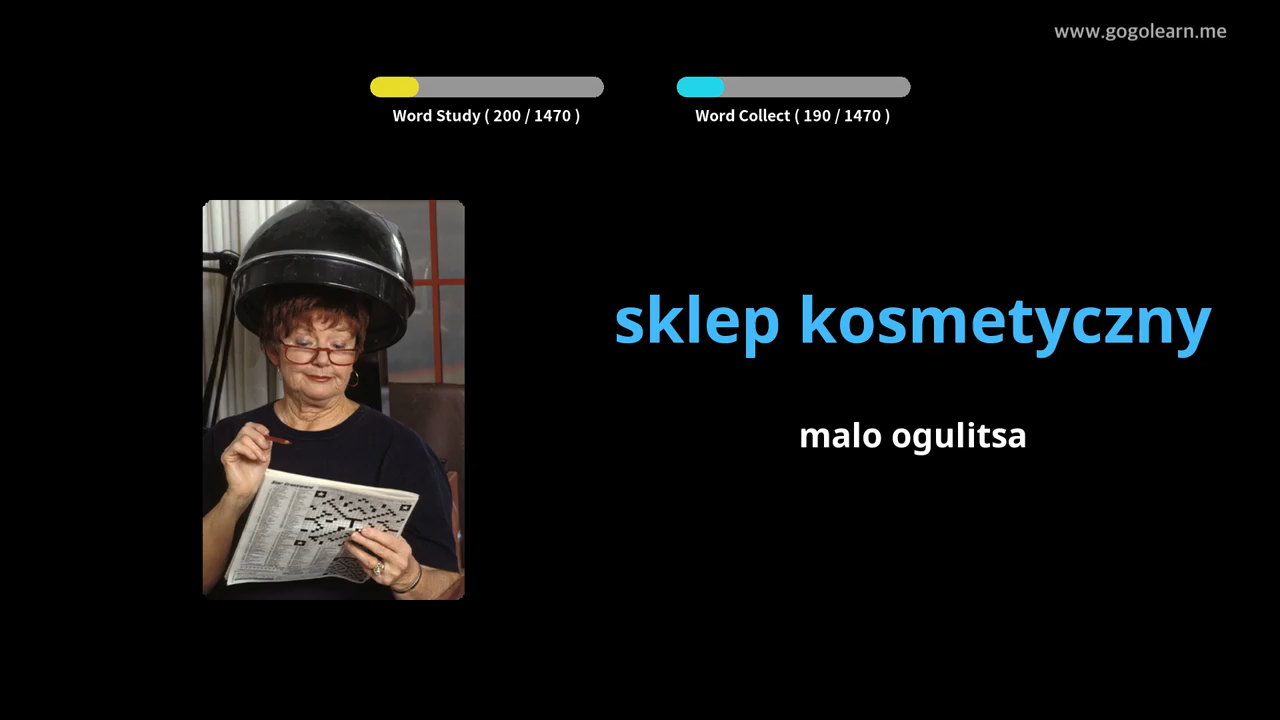 www.gogolearn.me
Word Study ( 200 / 1470 )
Word Collect ( 190 / 1470 )
sklep kosmetyczny
malo ogulitsa